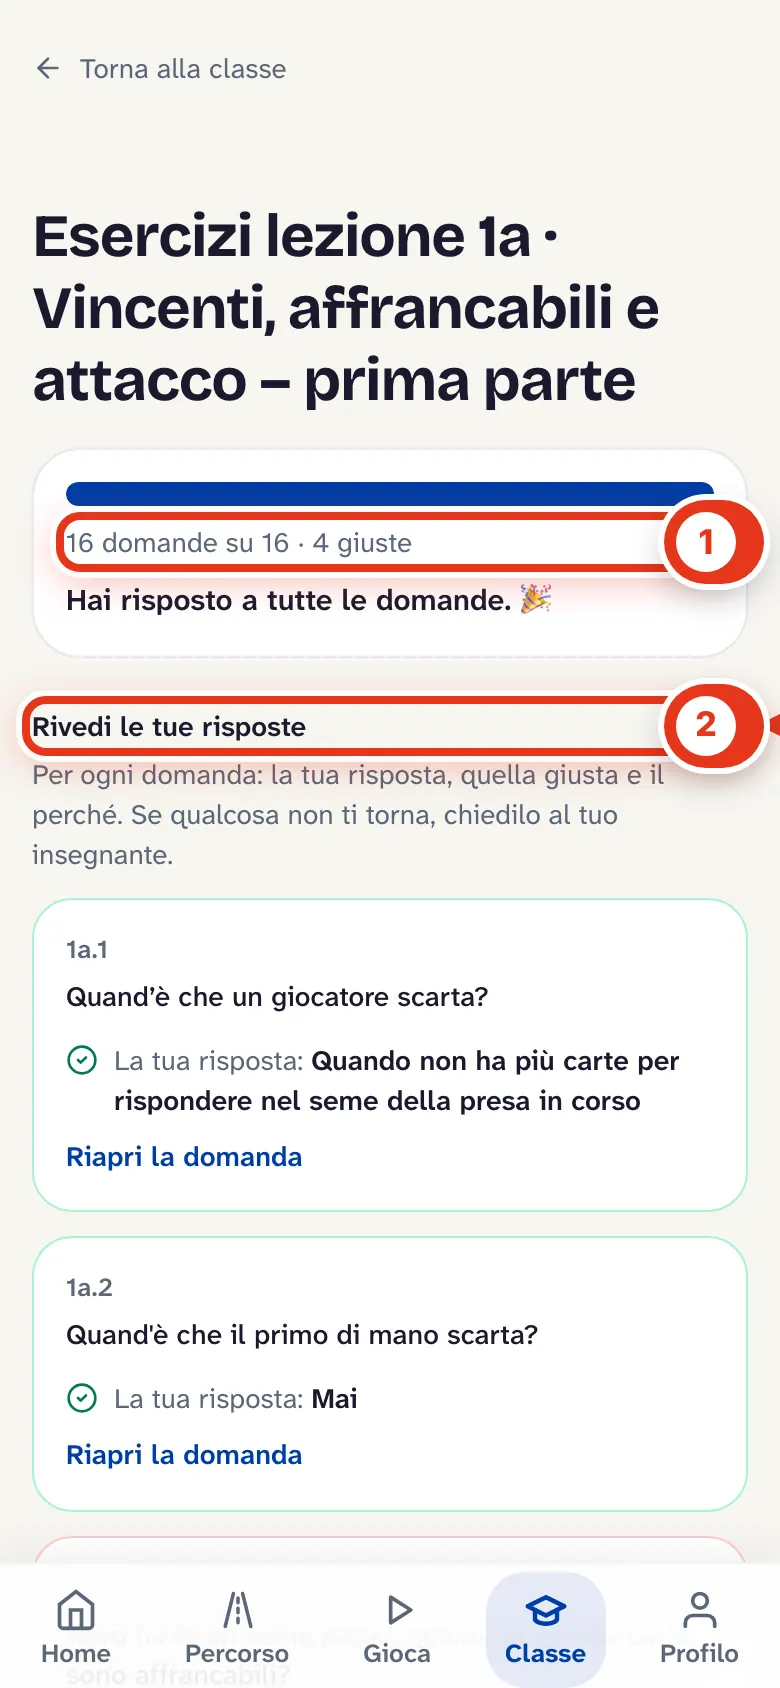 Torna alla classe
Esercizi lezione 1a ·
Vincenti, affrancabili e
attacco – prima parte
16 domande su 16 · 4 giuste
1
Hai risposto a tutte le domande. 🎉
Rivedi le tue risposte
2
Per ogni domanda: la tua risposta, quella giusta e il
perché. Se qualcosa non ti torna, chiedilo al tuo
insegnante.
1a.1
Quand’è che un giocatore scarta?
La tua risposta: Quando non ha più carte per
rispondere nel seme della presa in corso
Riapri la domanda
1a.2
Quand'è che il primo di mano scarta?
La tua risposta: Mai
Riapri la domanda
sono affrancabili?
Home
Percorso
Gioca
Classe
Profilo